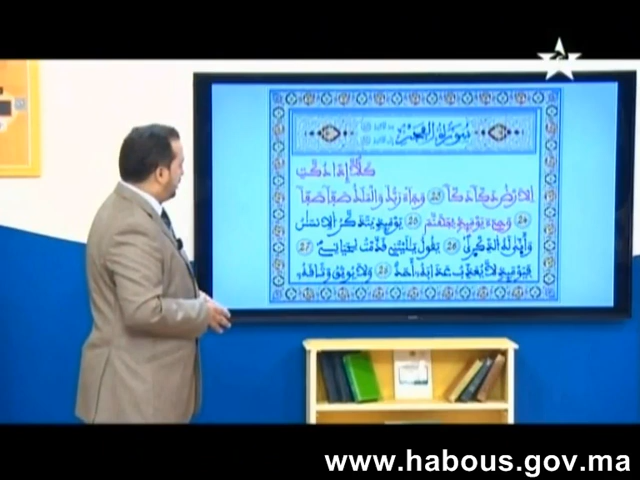 سورة الفجر
كلا إذا دكت
الأرض دكا دكا وجاء ربك والملك صفا صفا
وجيء يومئذ بجهنم يومئذ يتذكر الإنسان
وأنى له الذكرى يقول يليتني قدمت لحياتي
فيومئذ لا يعذب عذابه أحد ولا يوثق وثاقه
www.habous.gov.ma